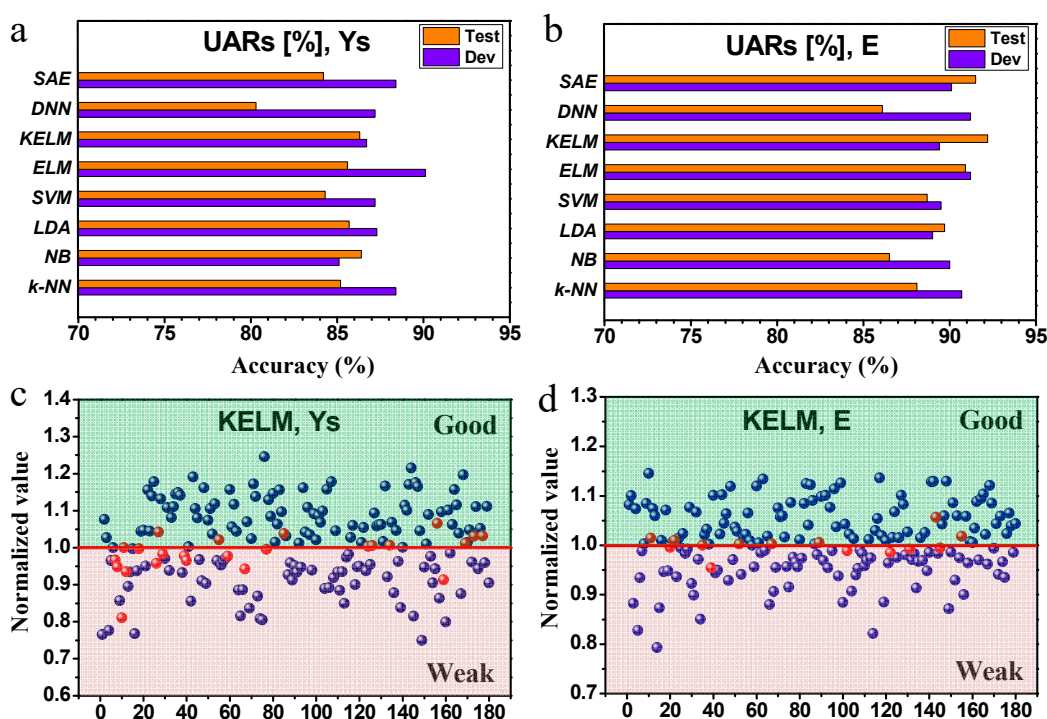 a
UARs [%], Ys
Test
Dev
SAE
DNN
KELM
ELM
SVM
LDA
NB
k-NN
70 75 80 85 90 95
Accuracy (%)
b
UARs [%], E
Test
Dev
SAE
DNN
KELM
ELM
SVM
LDA
NB
k-NN
70 75 80 85 90 95
Accuracy (%)
c
KELM, Ys
Good
Weak
Normalized value
1.4
1.3
1.2
1.1
1.0
0.9
0.8
0.7
0.6
0 20 40 60 80 100 120 140 160 180
d
KELM, E
Good
Weak
Normalized value
1.3
1.2
1.1
1.0
0.9
0.8
0.7
0 20 40 60 80 100 120 140 160 180